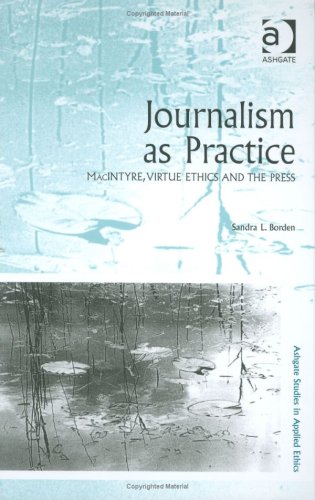 a
ASHGATE
Journalism
as Practice
MACINTYRE, VIRTUE ETHICS AND THE PRESS
Sandra L. Borden
Ashgate Studies in Applied Ethics